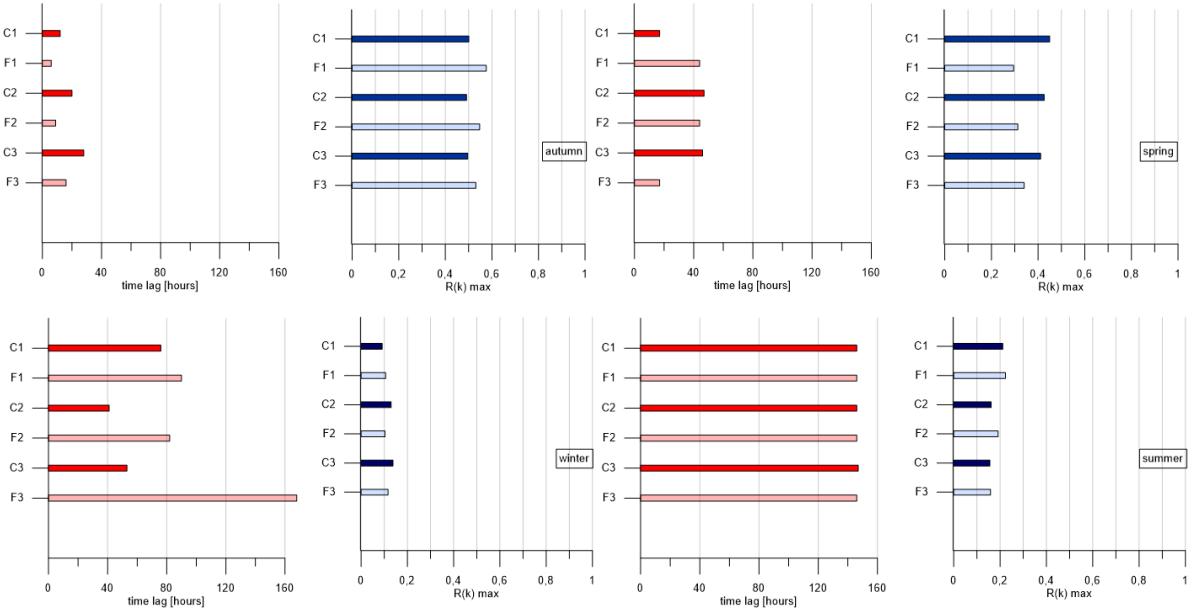 C1
F1
C2
F2
C3
F3
0 40 80 120 160
time lag [hours]
C1
F1
C2
F2
C3
F3
autumn
0 0,2 0,4 0,6 0,8 1
R(k) max
C1
F1
C2
F2
C3
F3
0 40 80 120 160
time lag [hours]
C1
F1
C2
F2
C3
F3
spring
0 0,2 0,4 0,6 0,8 1
R(k) max
C1
F1
C2
F2
C3
F3
0 40 80 120 160
time lag [hours]
C1
F1
C2
F2
C3
F3
winter
0 0,2 0,4 0,6 0,8 1
R(k) max
C1
F1
C2
F2
C3
F3
0 40 80 120 160
time lag [hours]
C1
F1
C2
F2
C3
F3
summer
0 0,2 0,4 0,6 0,8 1
R(k) max